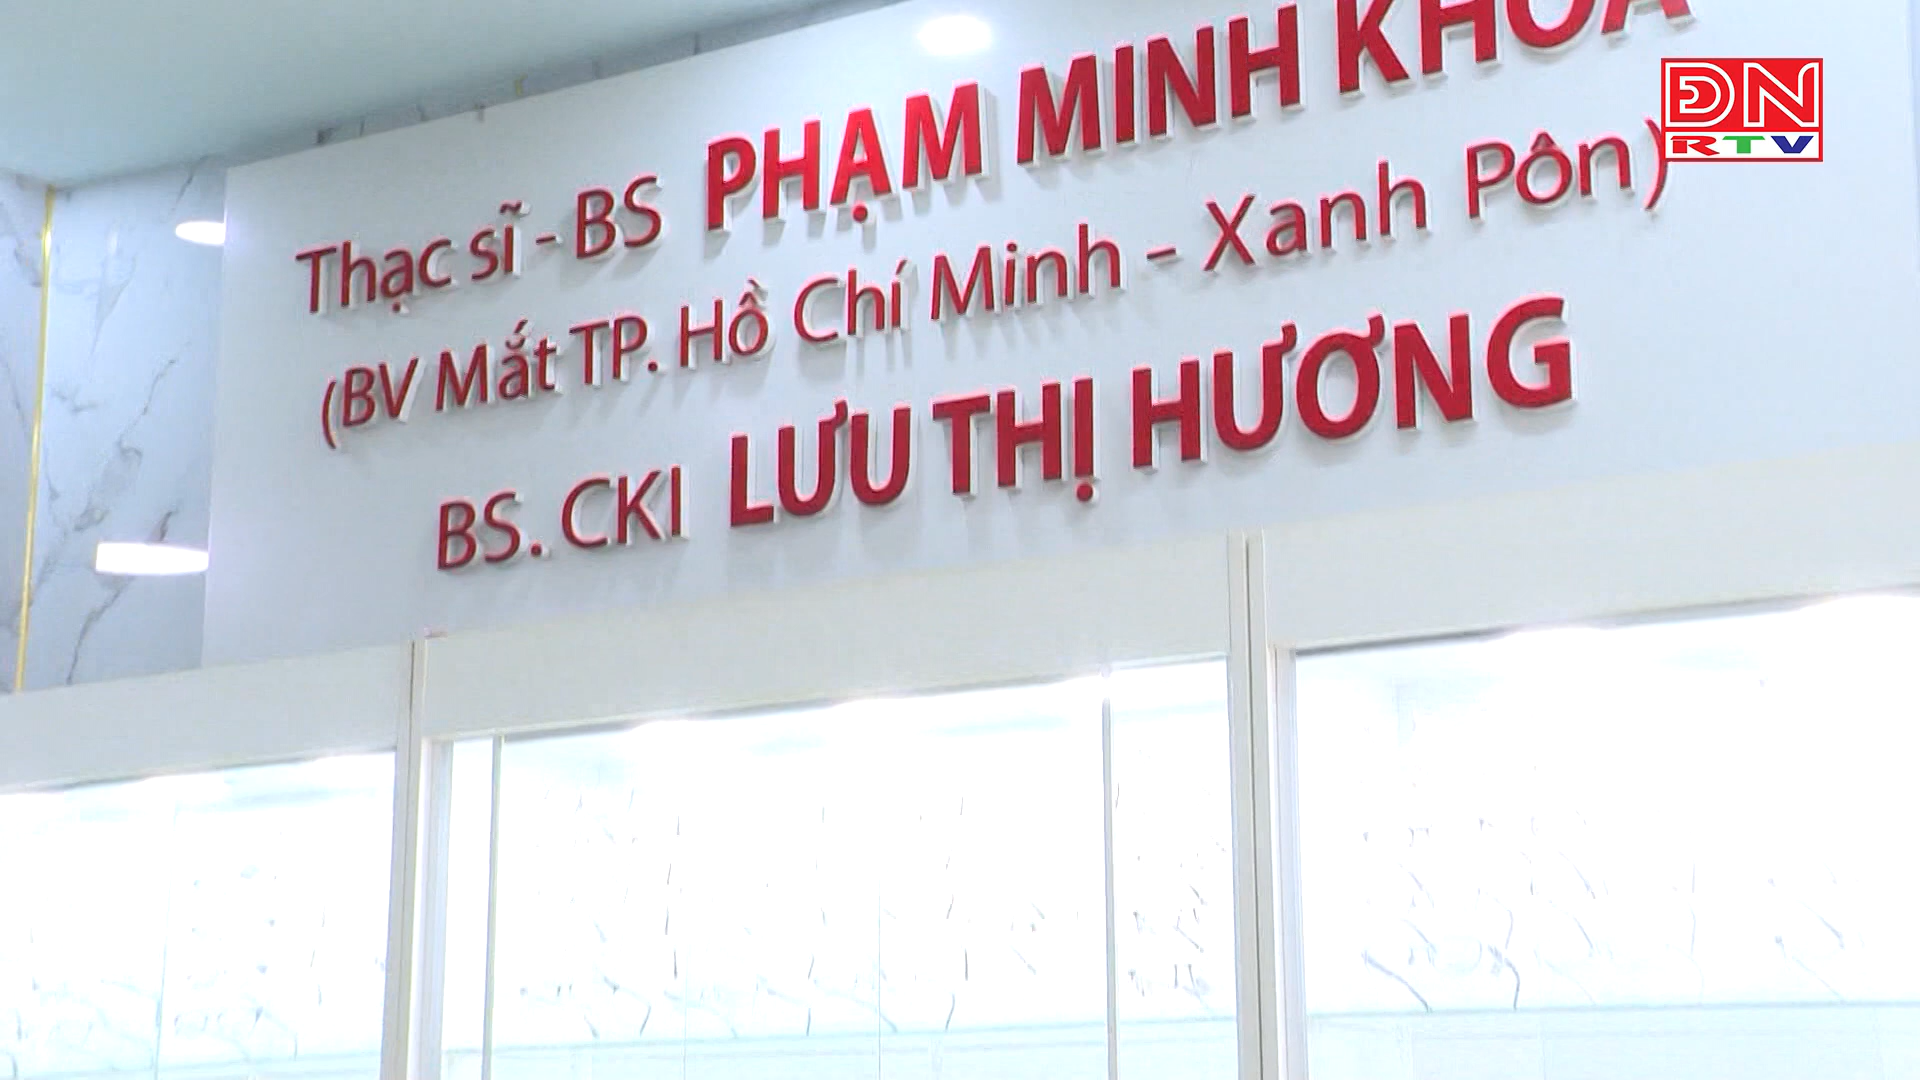 Thạc sĩ - BS PHẠM MINH KHOA
(BV Mắt TP. Hồ Chí Minh - Xanh Pôn)
BS. CKI LƯU THỊ HƯƠNG
ĐN
RTV